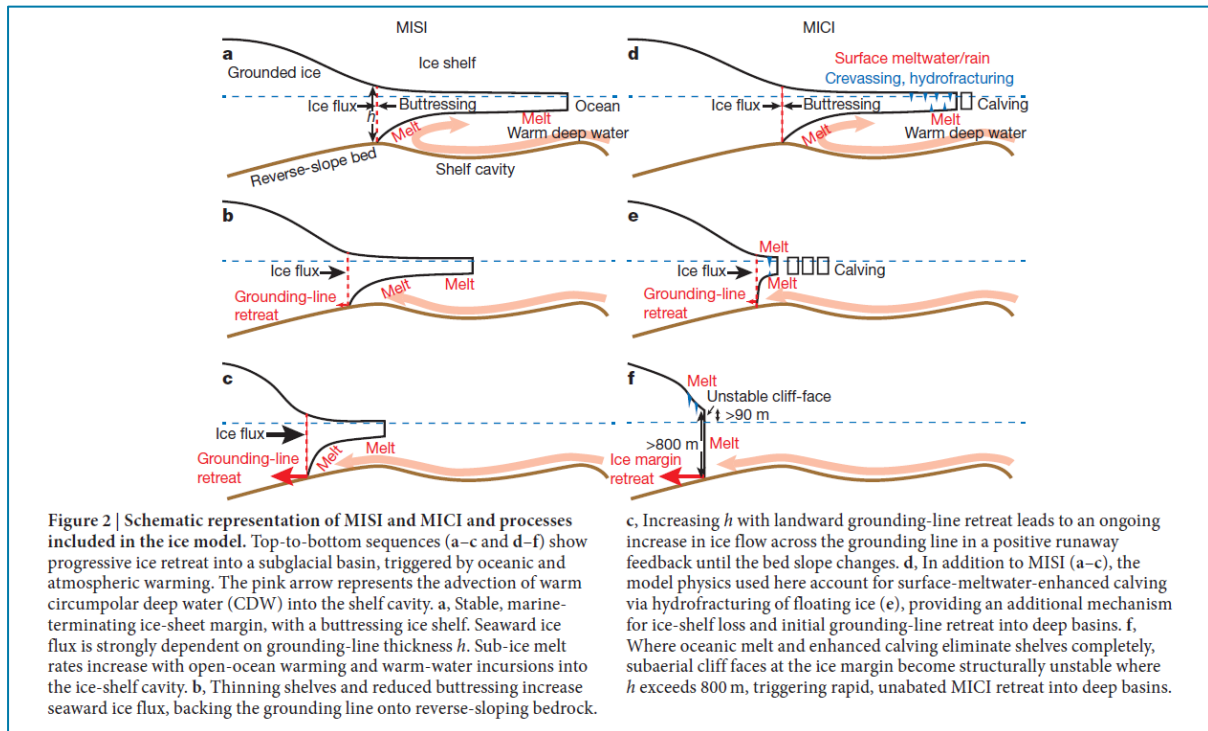 MISI
a
Grounded ice
Ice shelf
Ice flux
h
Buttressing
Ocean
Melt
Melt
Warm deep water
Reverse-slope bed
Shelf cavity
b
Ice flux
Melt
Melt
Grounding-line
retreat
c
Ice flux
Melt
Melt
Grounding-line
retreat
MICI
d
Surface meltwater/rain
Crevassing, hydrofracturing
Ice flux
Buttressing
Calving
Melt
Melt
Warm deep water
e
Melt
Ice flux
Calving
Melt
Grounding-line
retreat
f
Melt
Unstable cliff-face
>90 m
>800 m
Melt
Ice margin
retreat
Figure 2 | Schematic representation of MISI and MICI and processes
included in the ice model. Top-to-bottom sequences (a–c and d–f) show
progressive ice retreat into a subglacial basin, triggered by oceanic and
atmospheric warming. The pink arrow represents the advection of warm
circumpolar deep water (CDW) into the shelf cavity. a, Stable, marine-
terminating ice-sheet margin, with a buttressing ice shelf. Seaward ice
flux is strongly dependent on grounding-line thickness h. Sub-ice melt
rates increase with open-ocean warming and warm-water incursions into
the ice-shelf cavity. b, Thinning shelves and reduced buttressing increase
seaward ice flux, backing the grounding line onto reverse-sloping bedrock.
c, Increasing h with landward grounding-line retreat leads to an ongoing
increase in ice flow across the grounding line in a positive runaway
feedback until the bed slope changes. d, In addition to MISI (a–c), the
model physics used here account for surface-meltwater-enhanced calving
via hydrofracturing of floating ice (e), providing an additional mechanism
for ice-shelf loss and initial grounding-line retreat into deep basins. f,
Where oceanic melt and enhanced calving eliminate shelves completely,
subaerial cliff faces at the ice margin become structurally unstable where
h exceeds 800 m, triggering rapid, unabated MICI retreat into deep basins.